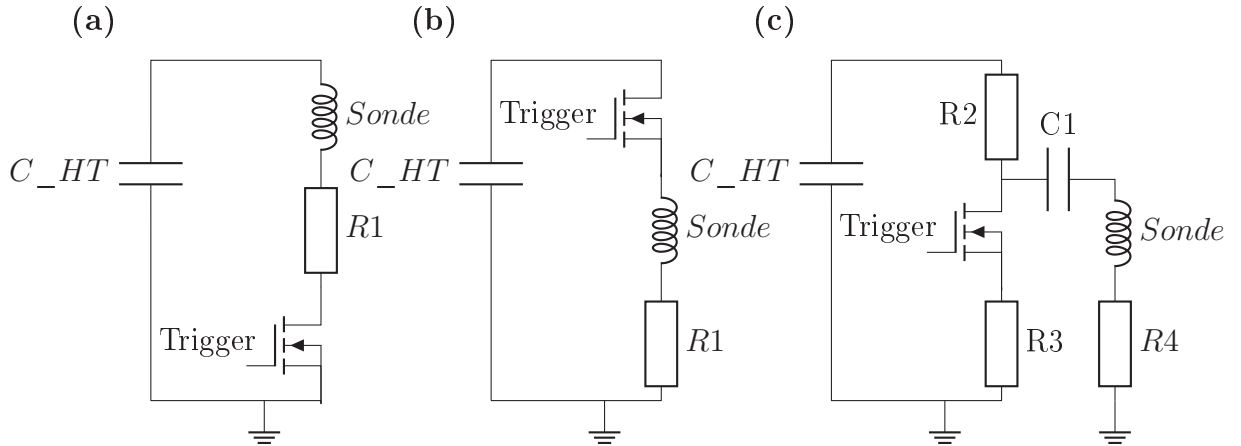 (a)
Sonde
C_HT
R1
Trigger
(b)
Trigger
C_HT
Sonde
R1
(c)
R2
C1
C_HT
Trigger
Sonde
R3
R4